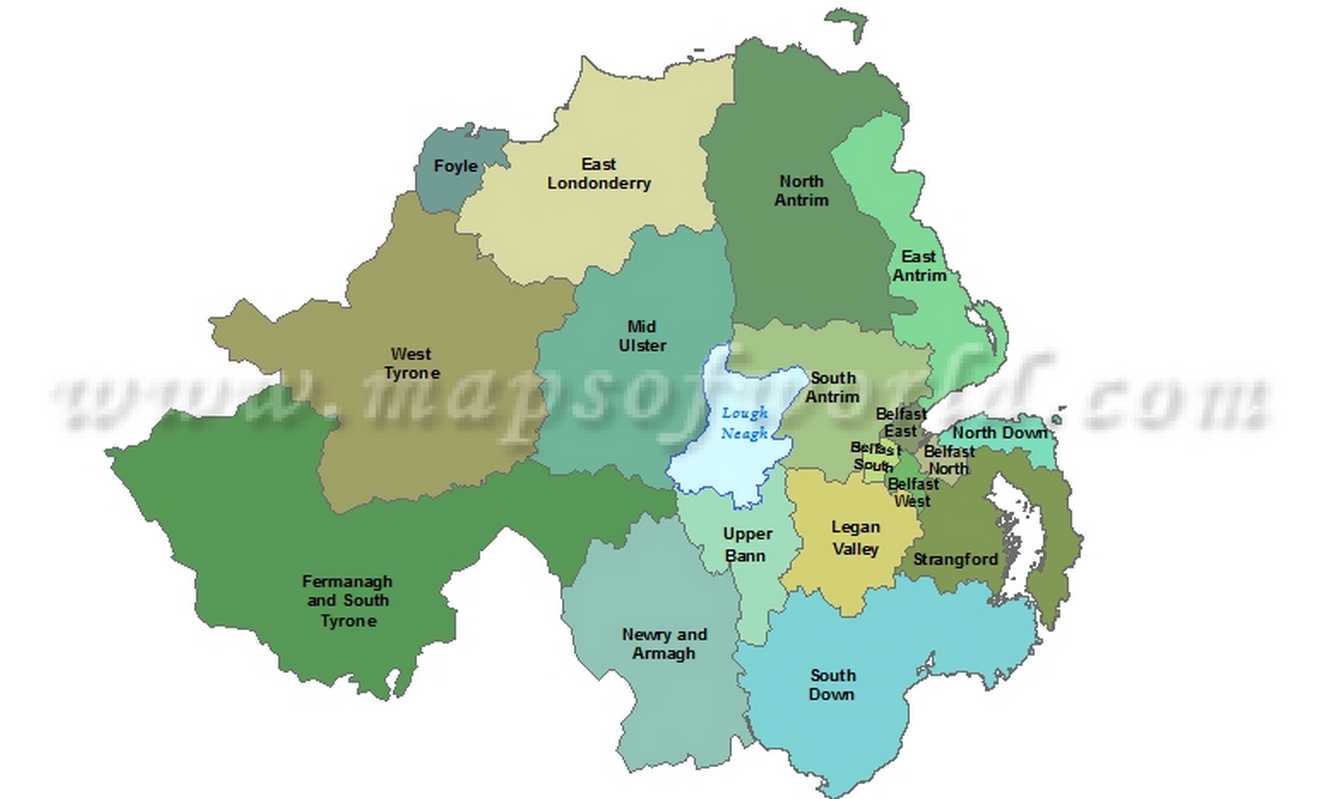 Foyle
East
Londonderry
North
Antrim
East
Antrim
West
Tyrone
Mid
Ulster
South
Antrim
Lough
Neagh
www.mapsofworld.com
Belfast
East
North Down
Belfast
South
Belfast
North
Belfast
West
Upper
Bann
Legan
Valley
Strangford
Fermanagh
and South
Tyrone
Newry and
Armagh
South
Down